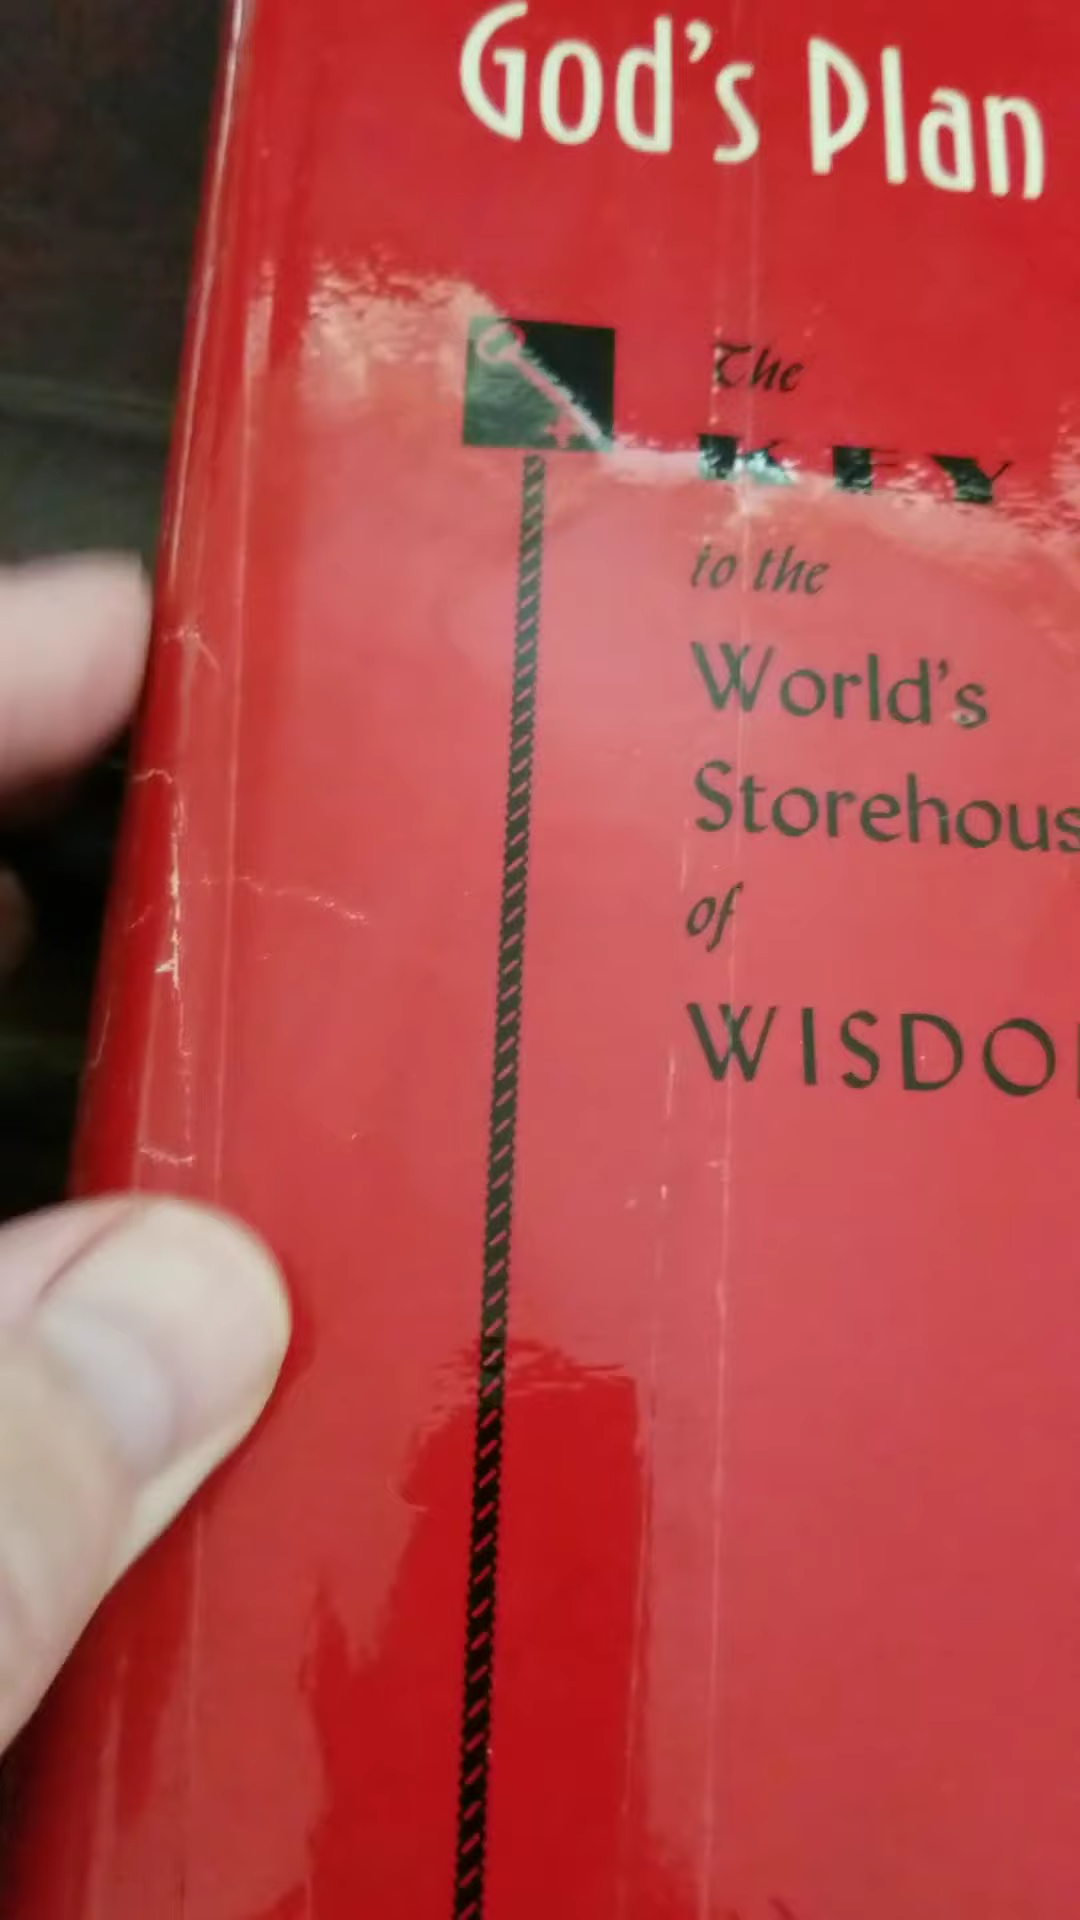 God's Plan
The
KEY
to the
World's
Storehous
of
WISDO